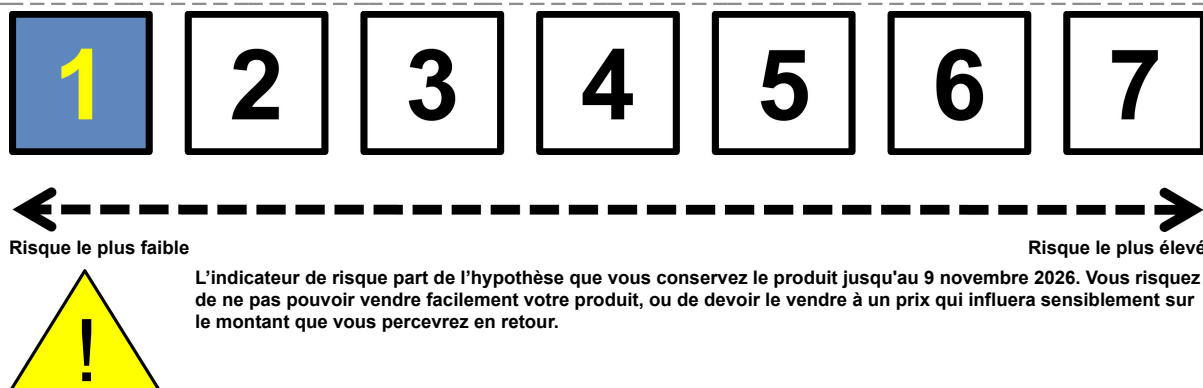 1 2 3 4 5 6 7
Risque le plus faible Risque le plus élevé
L’indicateur de risque part de l’hypothèse que vous conservez le produit jusqu'au 9 novembre 2026. Vous risquez
de ne pas pouvoir vendre facilement votre produit, ou de devoir le vendre à un prix qui influera sensiblement sur
le montant que vous percevrez en retour.
!